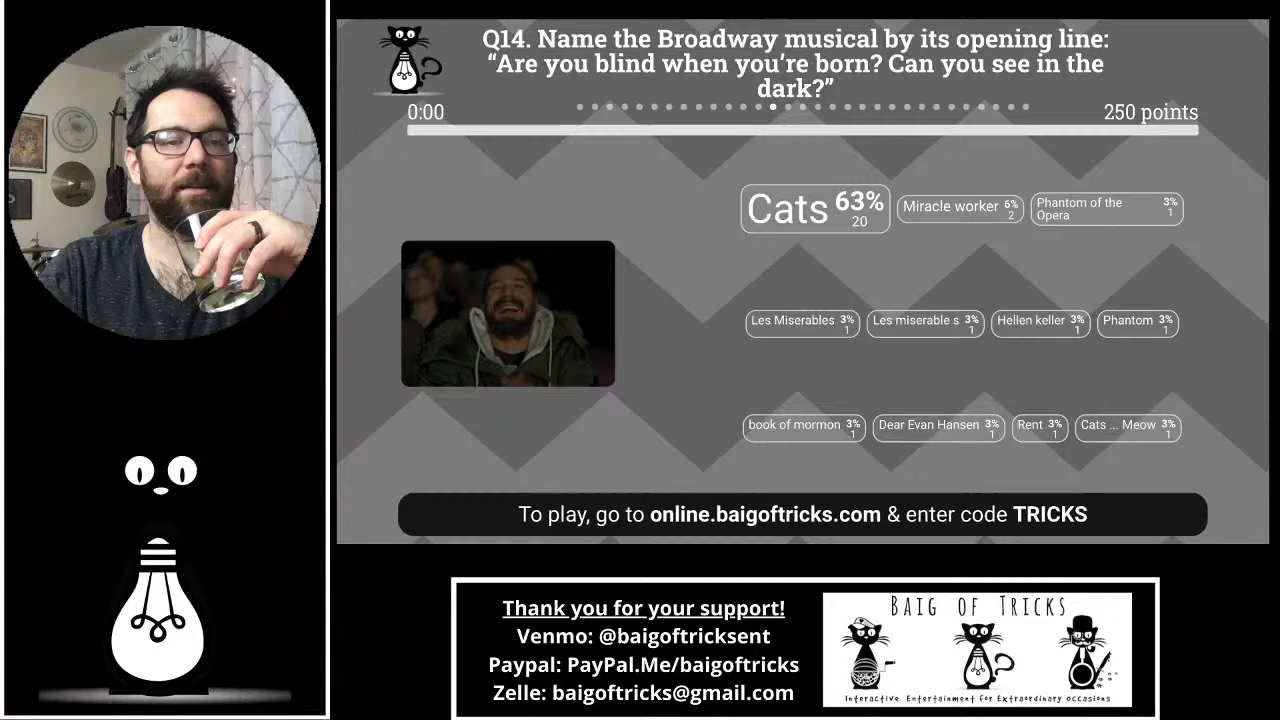 Q14. Name the Broadway musical by its opening line:
“Are you blind when you’re born? Can you see in the
dark?”
0:00
250 points
Cats 63%
20
Miracle worker 6%
2
Phantom of the
Opera
3%
1
Les Miserables 3%
1
Les miserable s 3%
1
Hellen keller 3%
1
Phantom 3%
1
book of mormon 3%
1
Dear Evan Hansen 3%
1
Rent 3%
1
Cats ... Meow 3%
1
To play, go to online.baigoftricks.com & enter code TRICKS
Thank you for your support!
Venmo: @baigoftricksent
Paypal: PayPal.Me/baigoftricks
Zelle: baigoftricks@gmail.com
BAIG OF TRICKS
Interactive Entertainment for Extraordinary occasions